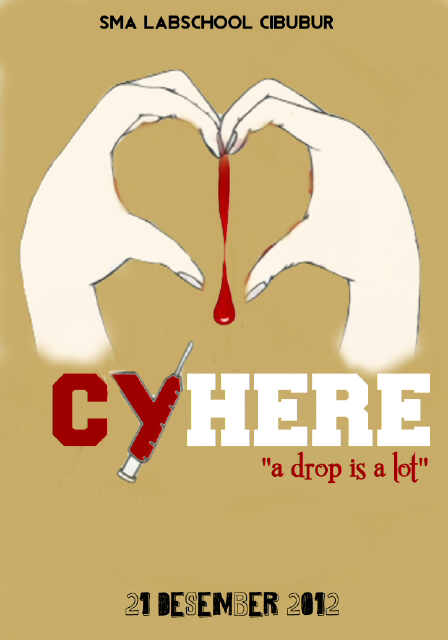 SMA LABSCHOOL CIBUBUR
CYHERE
"a drop is a lot"
21 DESEMBER 2012